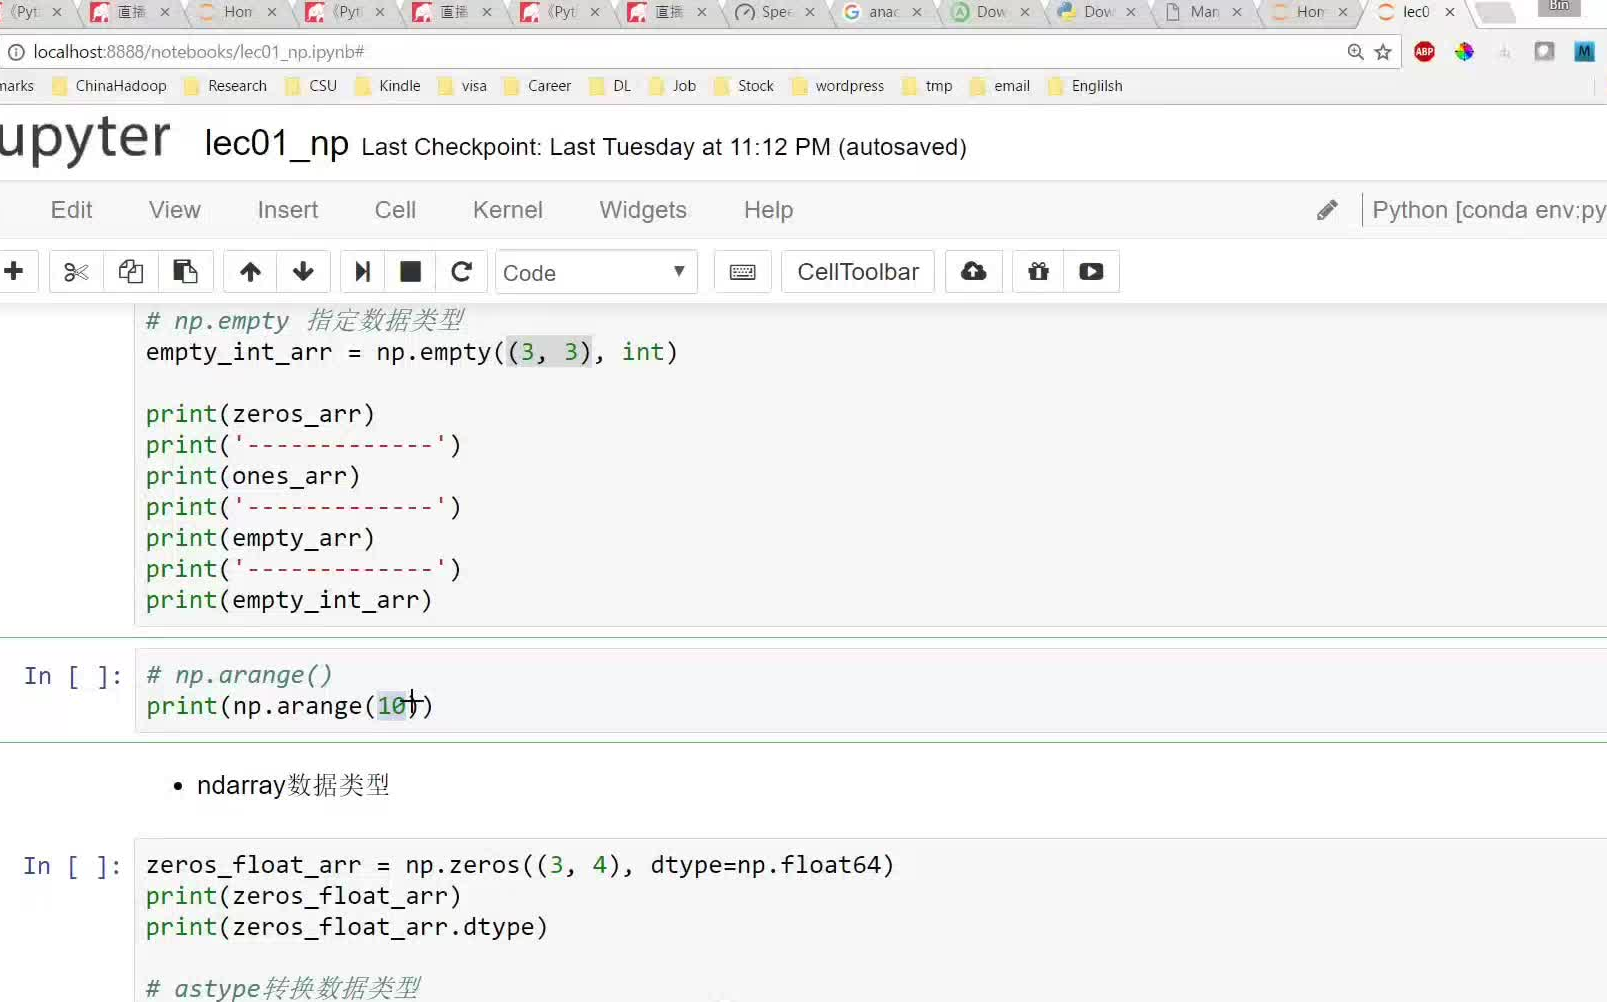 《Pyt
直播
Hon
《Pyt
直播
《Pyt
直播
Spe
anac
Dow
Dow
Man
Hon
lec0
Bin
localhost:8888/notebooks/lec01_np.ipynb#
ABP
M
marks
ChinaHadoop
Research
CSU
Kindle
visa
Career
DL
Job
Stock
wordpress
tmp
email
Englilsh
upyter
lec01_np Last Checkpoint: Last Tuesday at 11:12 PM (autosaved)
Edit
View
Insert
Cell
Kernel
Widgets
Help
Python [conda env:py
Code
CellToolbar
# np.empty 指定数据类型
empty_int_arr = np.empty((3, 3), int)
print(zeros_arr)
print('-------------')
print(ones_arr)
print('-------------')
print(empty_arr)
print('-------------')
print(empty_int_arr)
In [ ]:
# np.arange()
print(np.arange(10))
• ndarray数据类型
In [ ]:
zeros_float_arr = np.zeros((3, 4), dtype=np.float64)
print(zeros_float_arr)
print(zeros_float_arr.dtype)
# astype转换数据类型